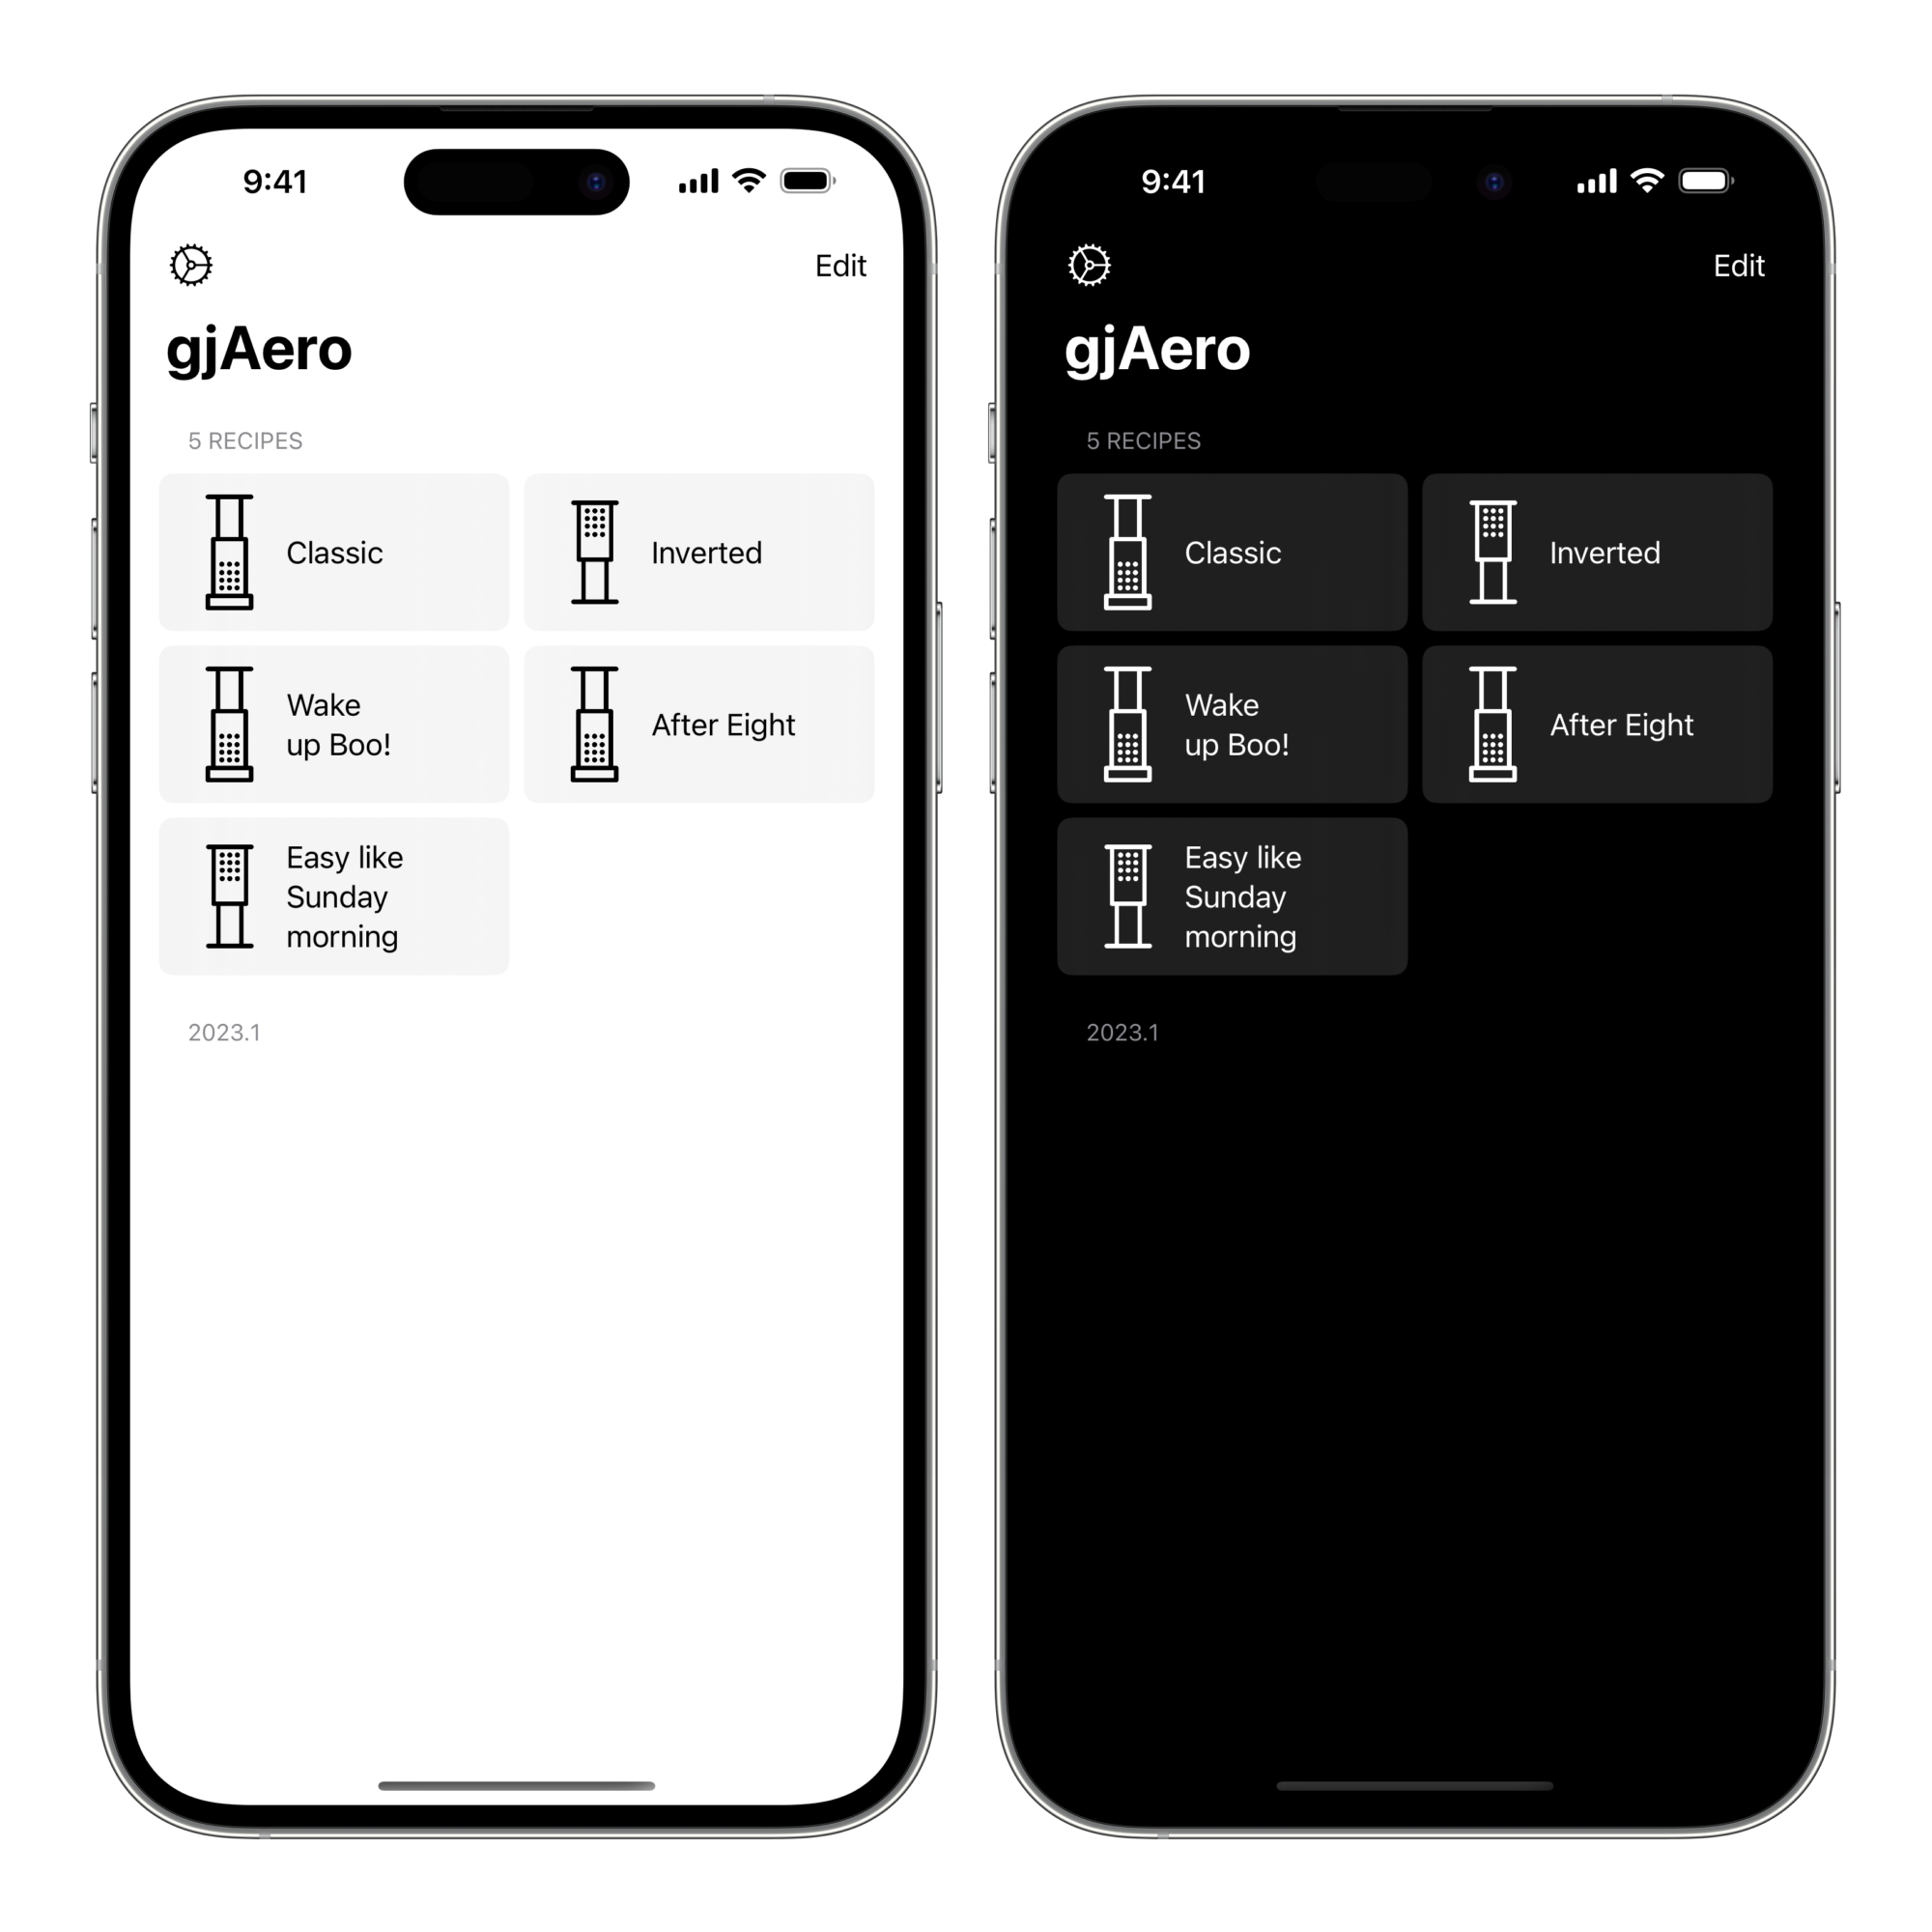 9:41
Edit
gjAero
5 RECIPES
Classic
Inverted
Wake
up Boo!
After Eight
Easy like
Sunday
morning
2023.1
9:41
Edit
gjAero
5 RECIPES
Classic
Inverted
Wake
up Boo!
After Eight
Easy like
Sunday
morning
2023.1